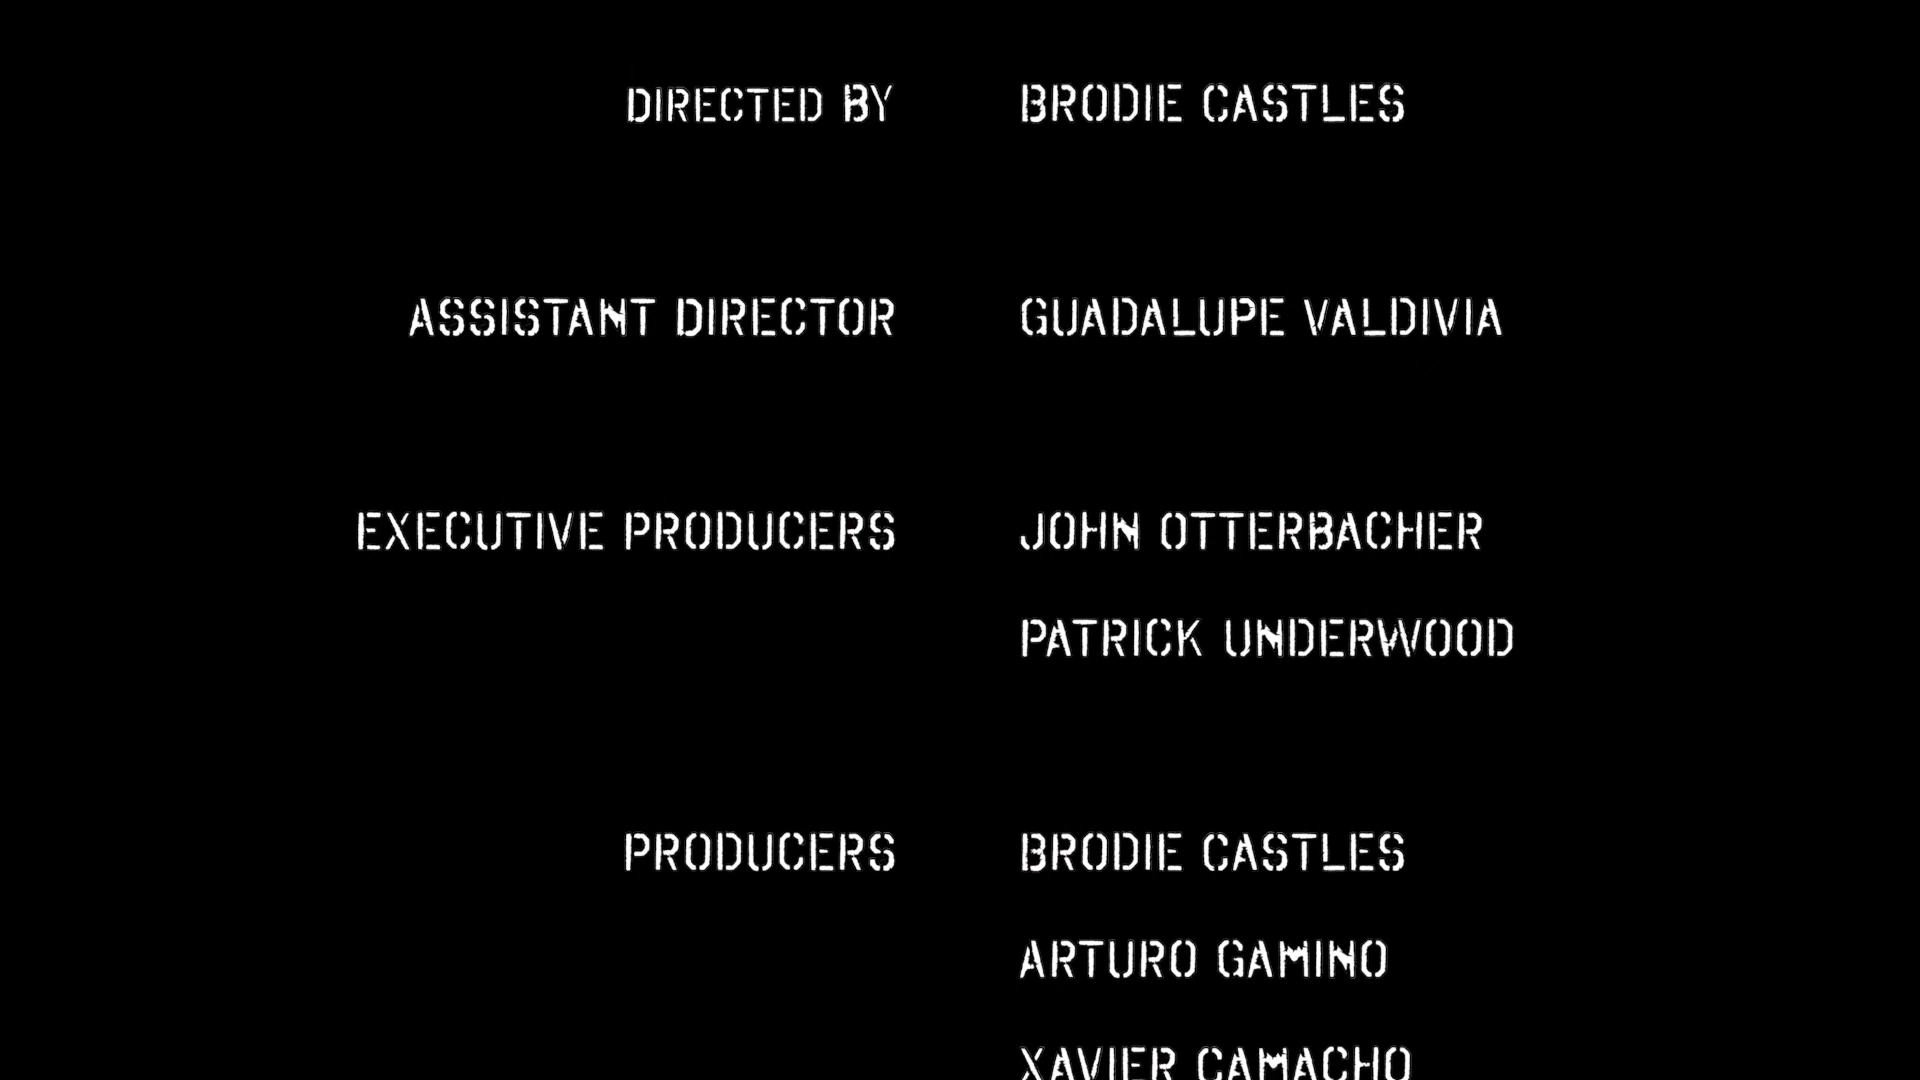 DIRECTED BY BRODIE CASTLES
ASSISTANT DIRECTOR GUADALUPE VALDIVIA
EXECUTIVE PRODUCERS JOHN OTTERBACHER
PATRICK UNDERWOOD
PRODUCERS BRODIE CASTLES
ARTURO GAMINO
XAVIER CAMACHO